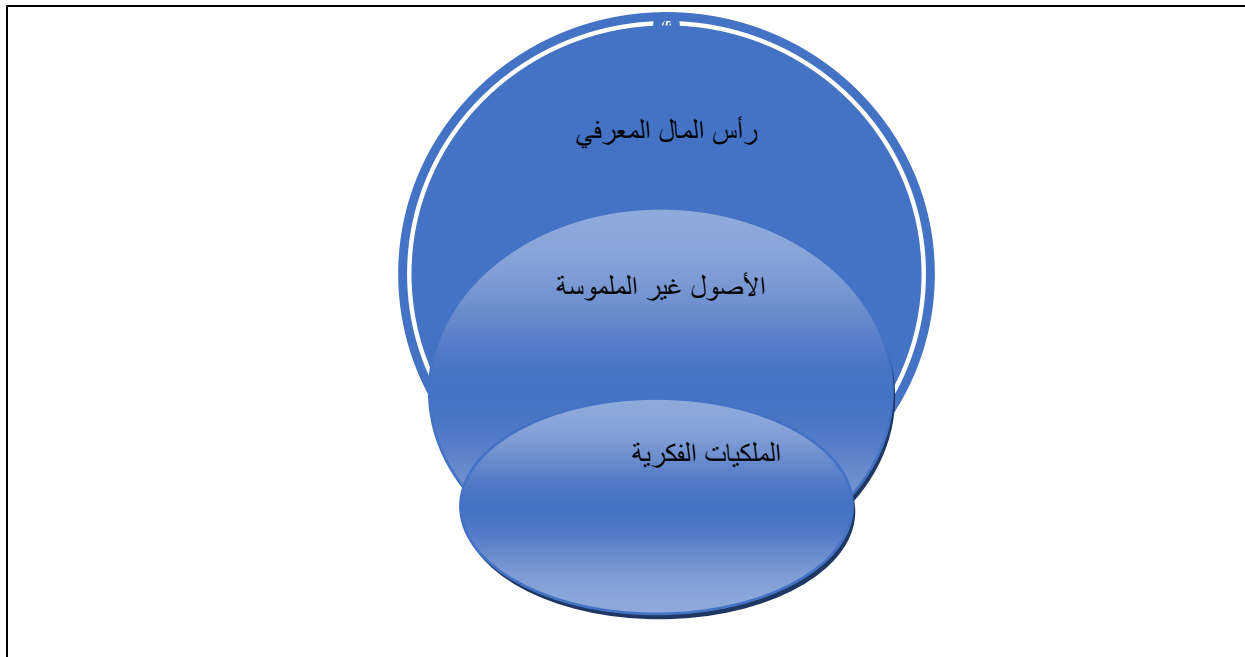 رأس المال المعرفي
الأصول غير الملموسة
الملكيات الفكرية